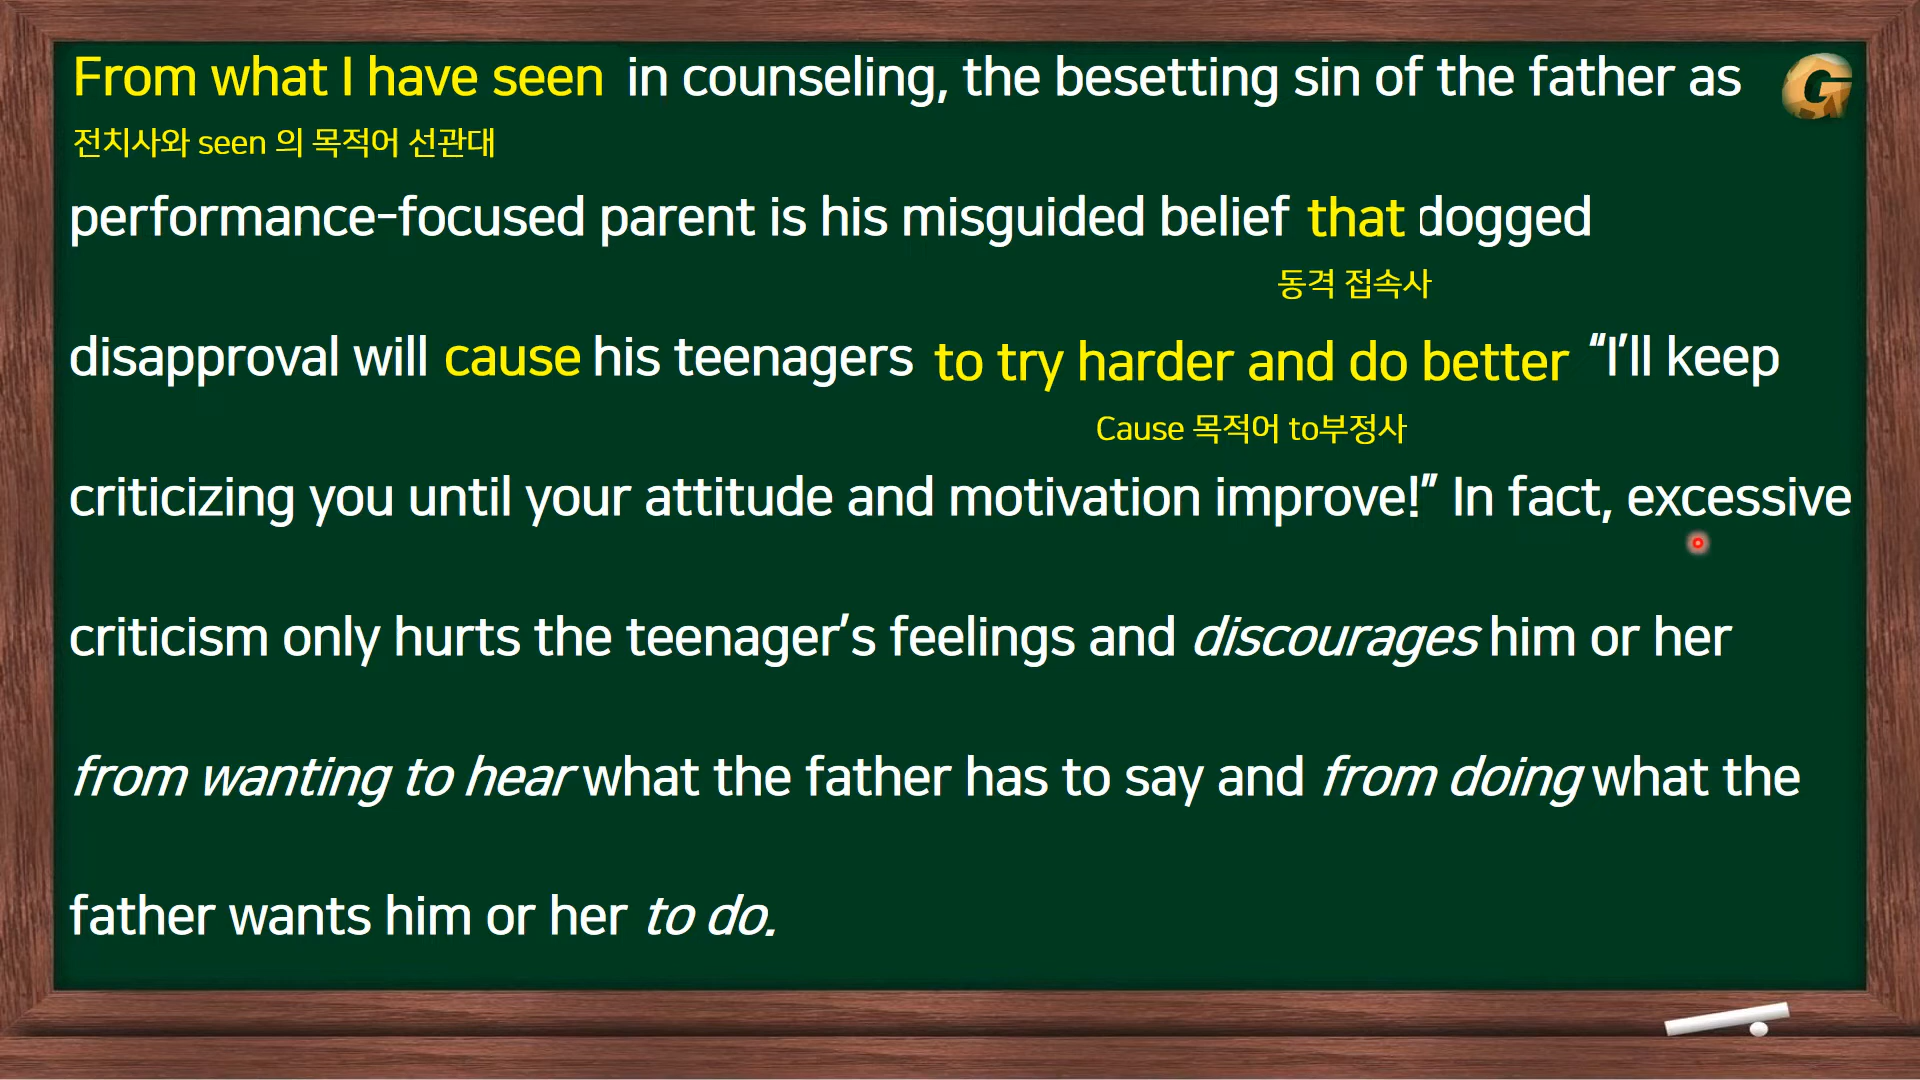 From what I have seen in counseling, the besetting sin of the father as
전치사와 seen 의 목적어 선관대
performance-focused parent is his misguided belief that dogged
동격 접속사
disapproval will cause his teenagers to try harder and do better “I’ll keep
Cause 목적어 to부정사
criticizing you until your attitude and motivation improve!” In fact, excessive
criticism only hurts the teenager’s feelings and discourages him or her
from wanting to hear what the father has to say and from doing what the
father wants him or her to do.